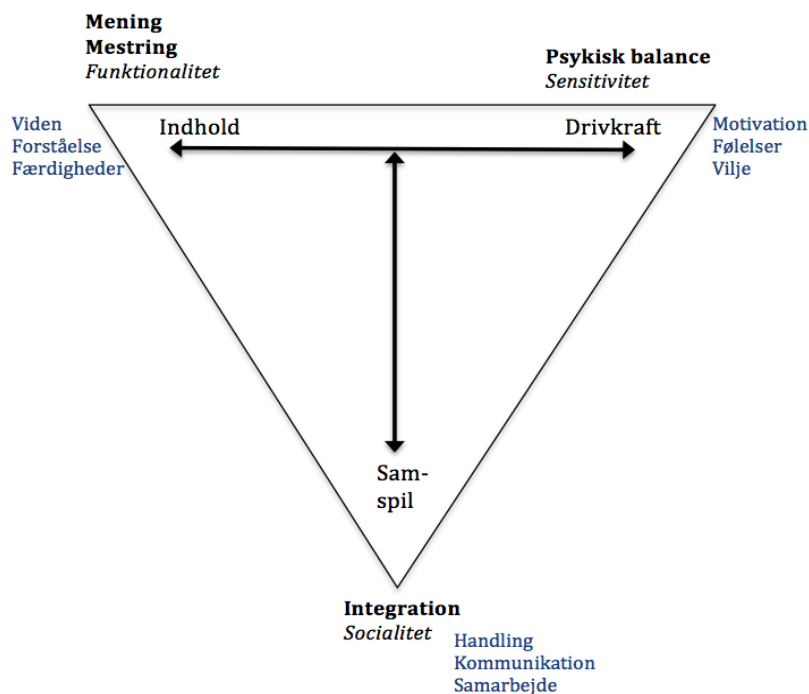 Mening
Mestring
Funktionalitet
Psykisk balance
Sensitivitet
Viden
Forståelse
Færdigheder
Indhold
Drivkraft
Motivation
Følelser
Vilje
Sam-
spil
Integration
Socialitet
Handling
Kommunikation
Samarbejde